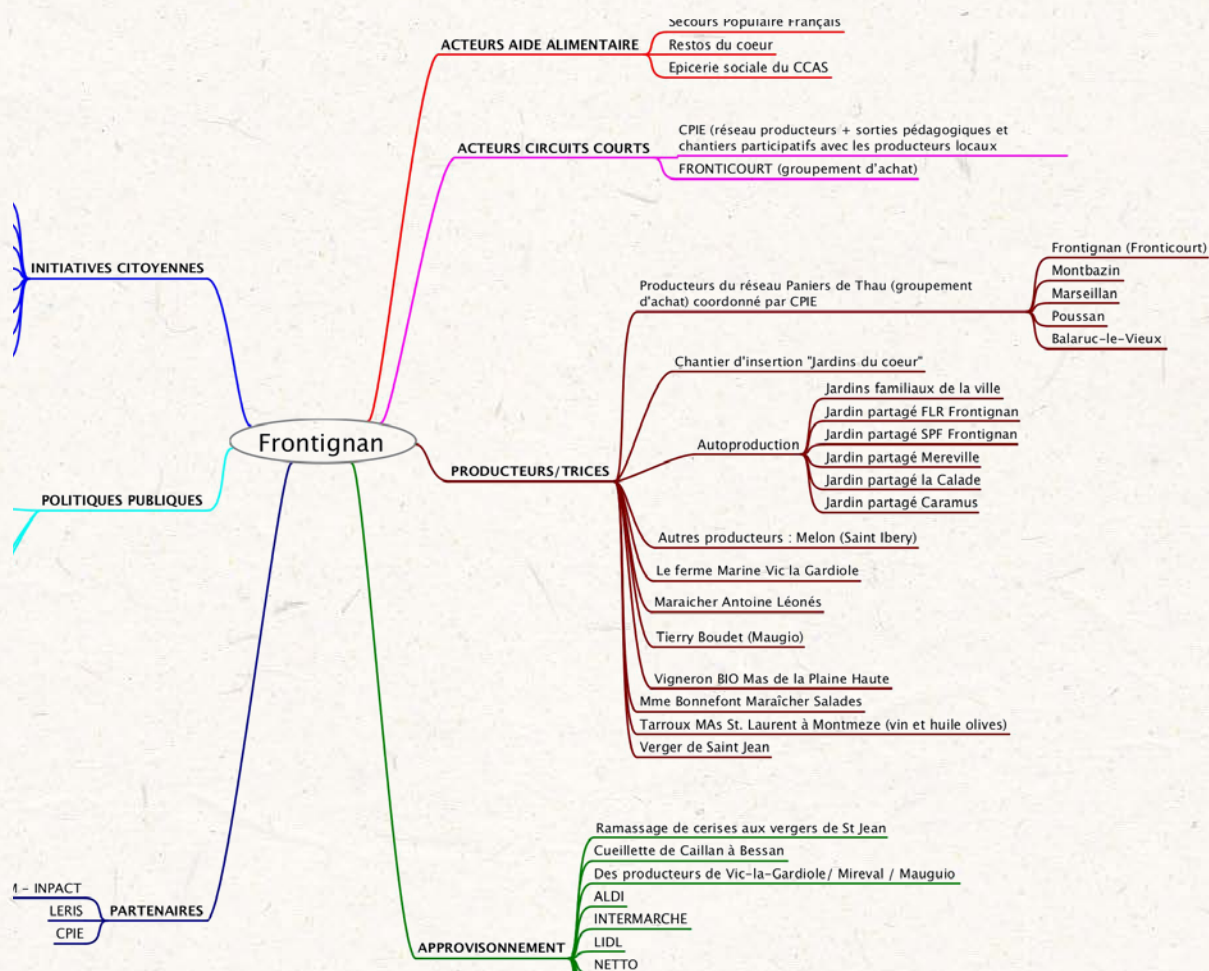 Secours Populaire Français
ACTEURS AIDE ALIMENTAIRE
Restos du coeur
Epicerie sociale du CCAS
CPIE (réseau producteurs + sorties pédagogiques et
chantiers participatifs avec les producteurs locaux
ACTEURS CIRCUITS COURTS
FRONTICOURT (groupement d'achat)
INITIATIVES CITOYENNES
Producteurs du réseau Paniers de Thau (groupement
d'achat) coordonné par CPIE
Frontignan (Fronticourt)
Montbazin
Marseillan
Poussan
Balaruc-le-Vieux
Chantier d'insertion "Jardins du coeur"
Autoproduction
Jardins familiaux de la ville
Jardin partagé FLR Frontignan
Jardin partagé SPF Frontignan
Jardin partagé Mereville
Jardin partagé la Calade
Jardin partagé Caramus
Frontignan
PRODUCTEURS/TRICES
POLITIQUES PUBLIQUES
Autres producteurs : Melon (Saint Ibery)
Le ferme Marine Vic la Gardiole
Maraicher Antoine Léonés
Tierry Boudet (Maugio)
Vigneron BIO Mas de la Plaine Haute
Mme Bonnefont Maraîcher Salades
Tarroux MAs St. Laurent à Montmeze (vin et huile olives)
Verger de Saint Jean
Ramassage de cerises aux vergers de St Jean
Cueillette de Caillan à Bessan
Des producteurs de Vic-la-Gardiole/ Mireval / Mauguio
ALDI
INTERMARCHE
LIDL
NETTO
APPROVISONNEMENT
- INPACT
LERIS
CPIE
PARTENAIRES